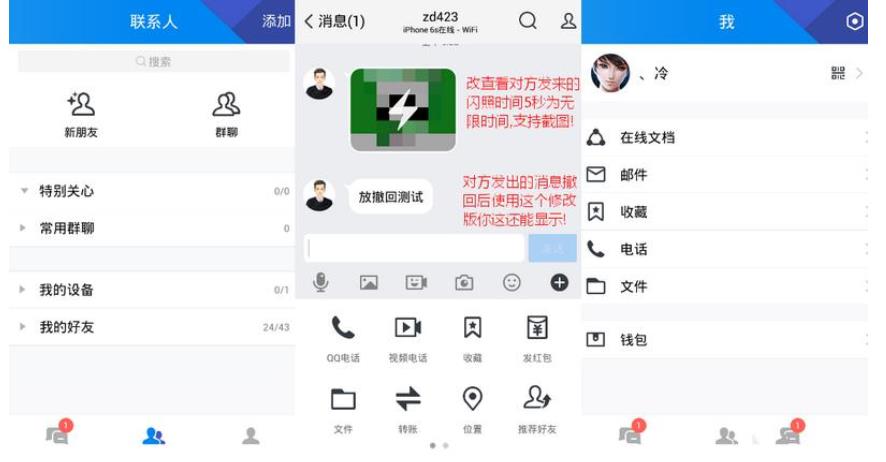 联系人
添加
搜索
新朋友
群聊
特别关心
0/0
常用群聊
0
我的设备
0/1
我的好友
24/43
1
消息(1)
zd423
iPhone 6s在线 - WiFi
改查看对方发来的
闪照时间5秒为无
限时间,支持截图!
放撤回测试
对方发出的消息撤
回后使用这个修改
版你这还能显示!
发送
QQ电话
视频电话
收藏
发红包
文件
转账
位置
推荐好友
我
、冷
在线文档
邮件
收藏
电话
文件
钱包
1
1